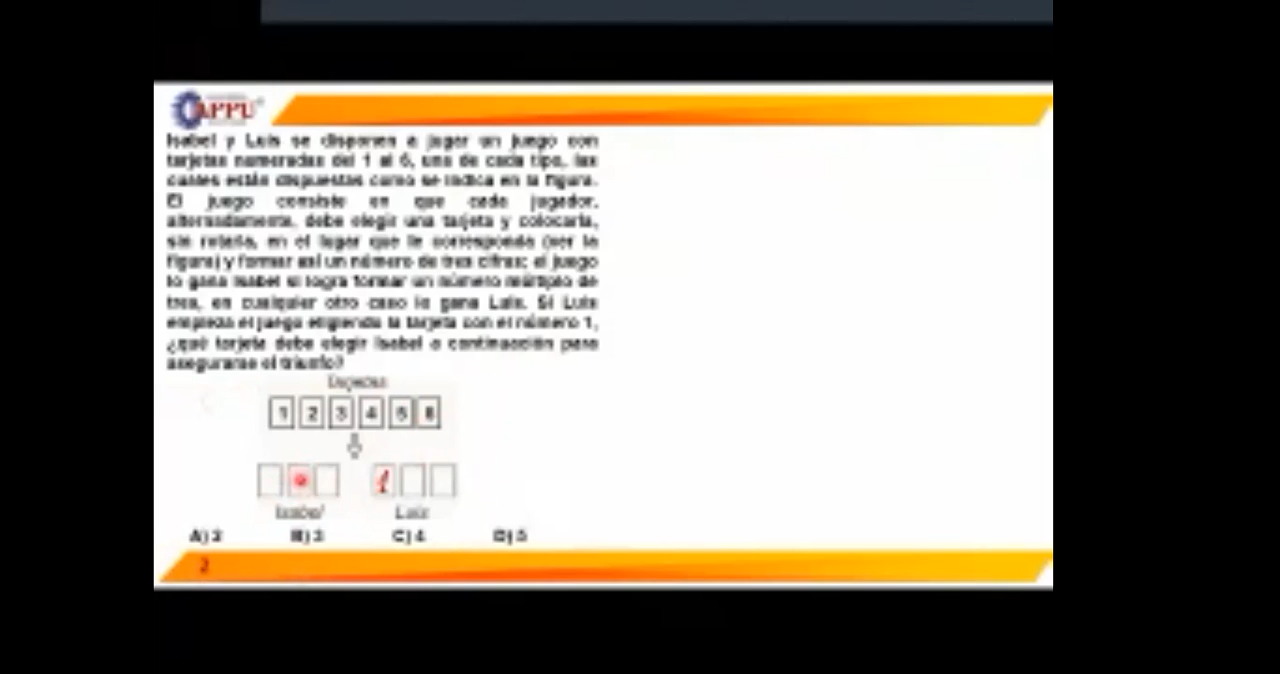 APPU
Isabel y Luis se disponen a jugar un juego con
tarjetas numeradas del 1 al 6, una de cada tipo, las
cuales están dispuestas como se indica en la figura.
El juego consiste en que cada jugador,
alternadamente, debe elegir una tarjeta y colocarla,
sin rotarla, en el lugar que le corresponda (ver la
figura) y formar así un número de tres cifras; el juego
lo gana Isabel si logra formar un número múltiplo de
tres, en cualquier otro caso lo gana Luis. Si Luis
empieza el juego eligiendo la tarjeta con el número 1,
¿qué tarjeta debe elegir Isabel a continuación para
asegurarse el triunfo?
Tarjetas
1 2 3 4 5 6
1
Isabel Luis
A) 2 B) 3 C) 4 D) 5
2